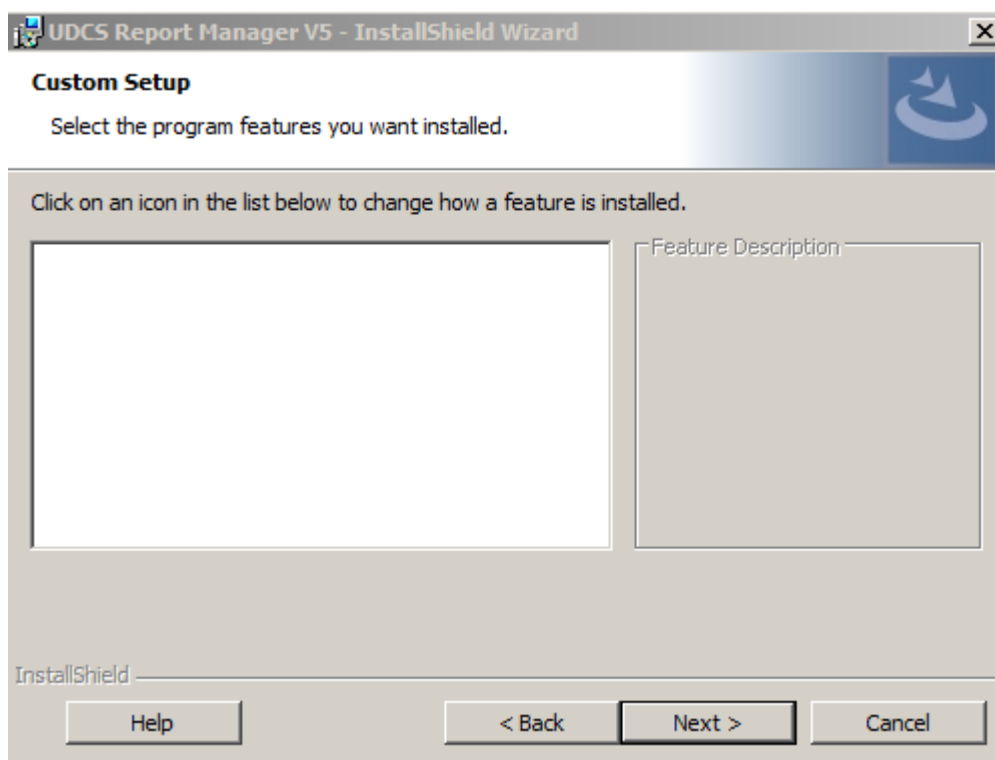 UDCS Report Manager V5 - InstallShield Wizard
Custom Setup
Select the program features you want installed.
Click on an icon in the list below to change how a feature is installed.
Feature Description
InstallShield
Help
< Back
Next >
Cancel